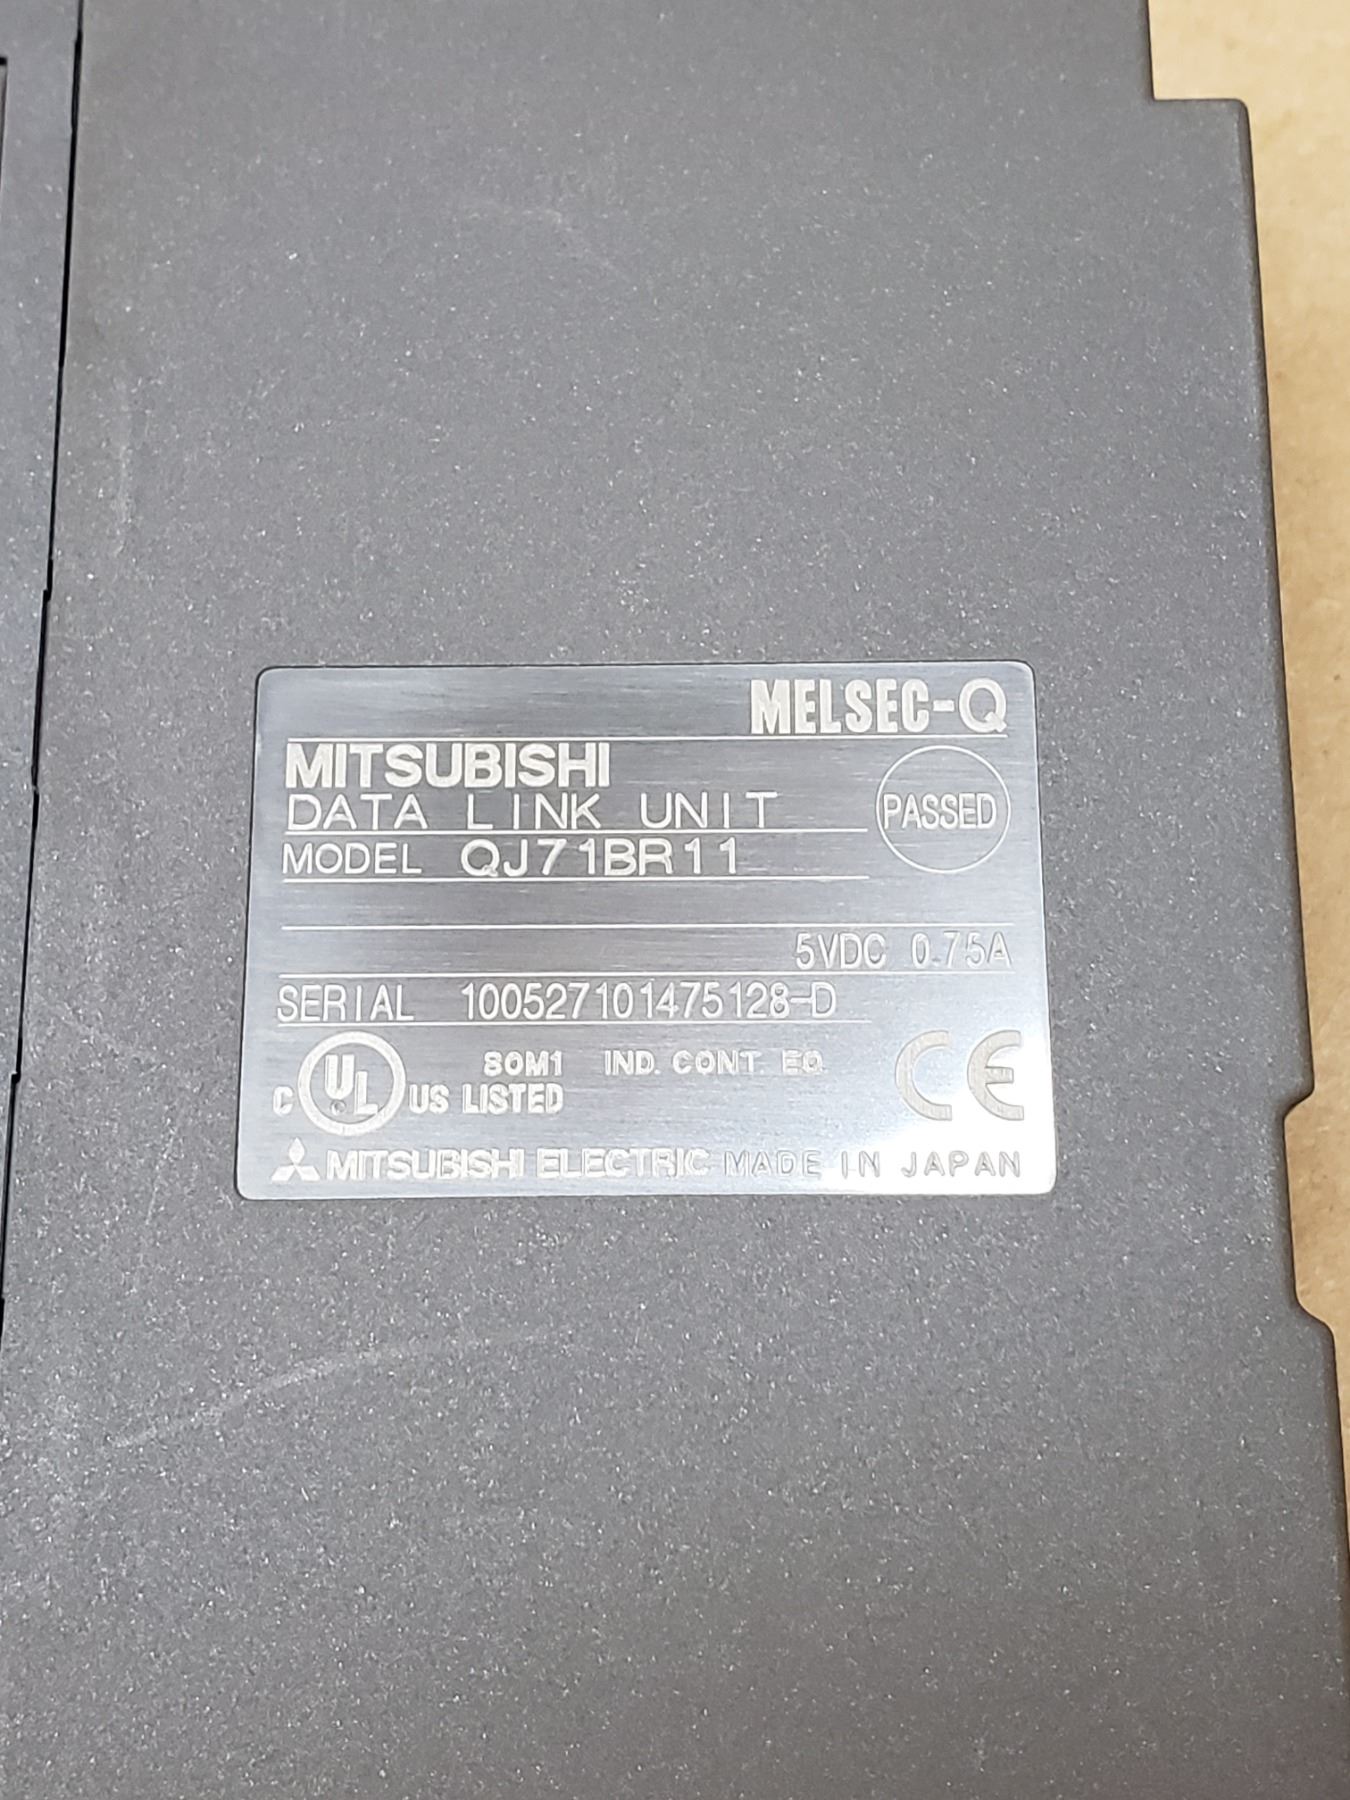 MELSEC-Q
MITSUBISHI
DATA LINK UNIT
PASSED
MODEL QJ71BR11
5VDC 0.75A
SERIAL 100527101475128-D
C UL US LISTED
80M1 IND. CONT. EQ.
CE
MITSUBISHI ELECTRIC MADE IN JAPAN